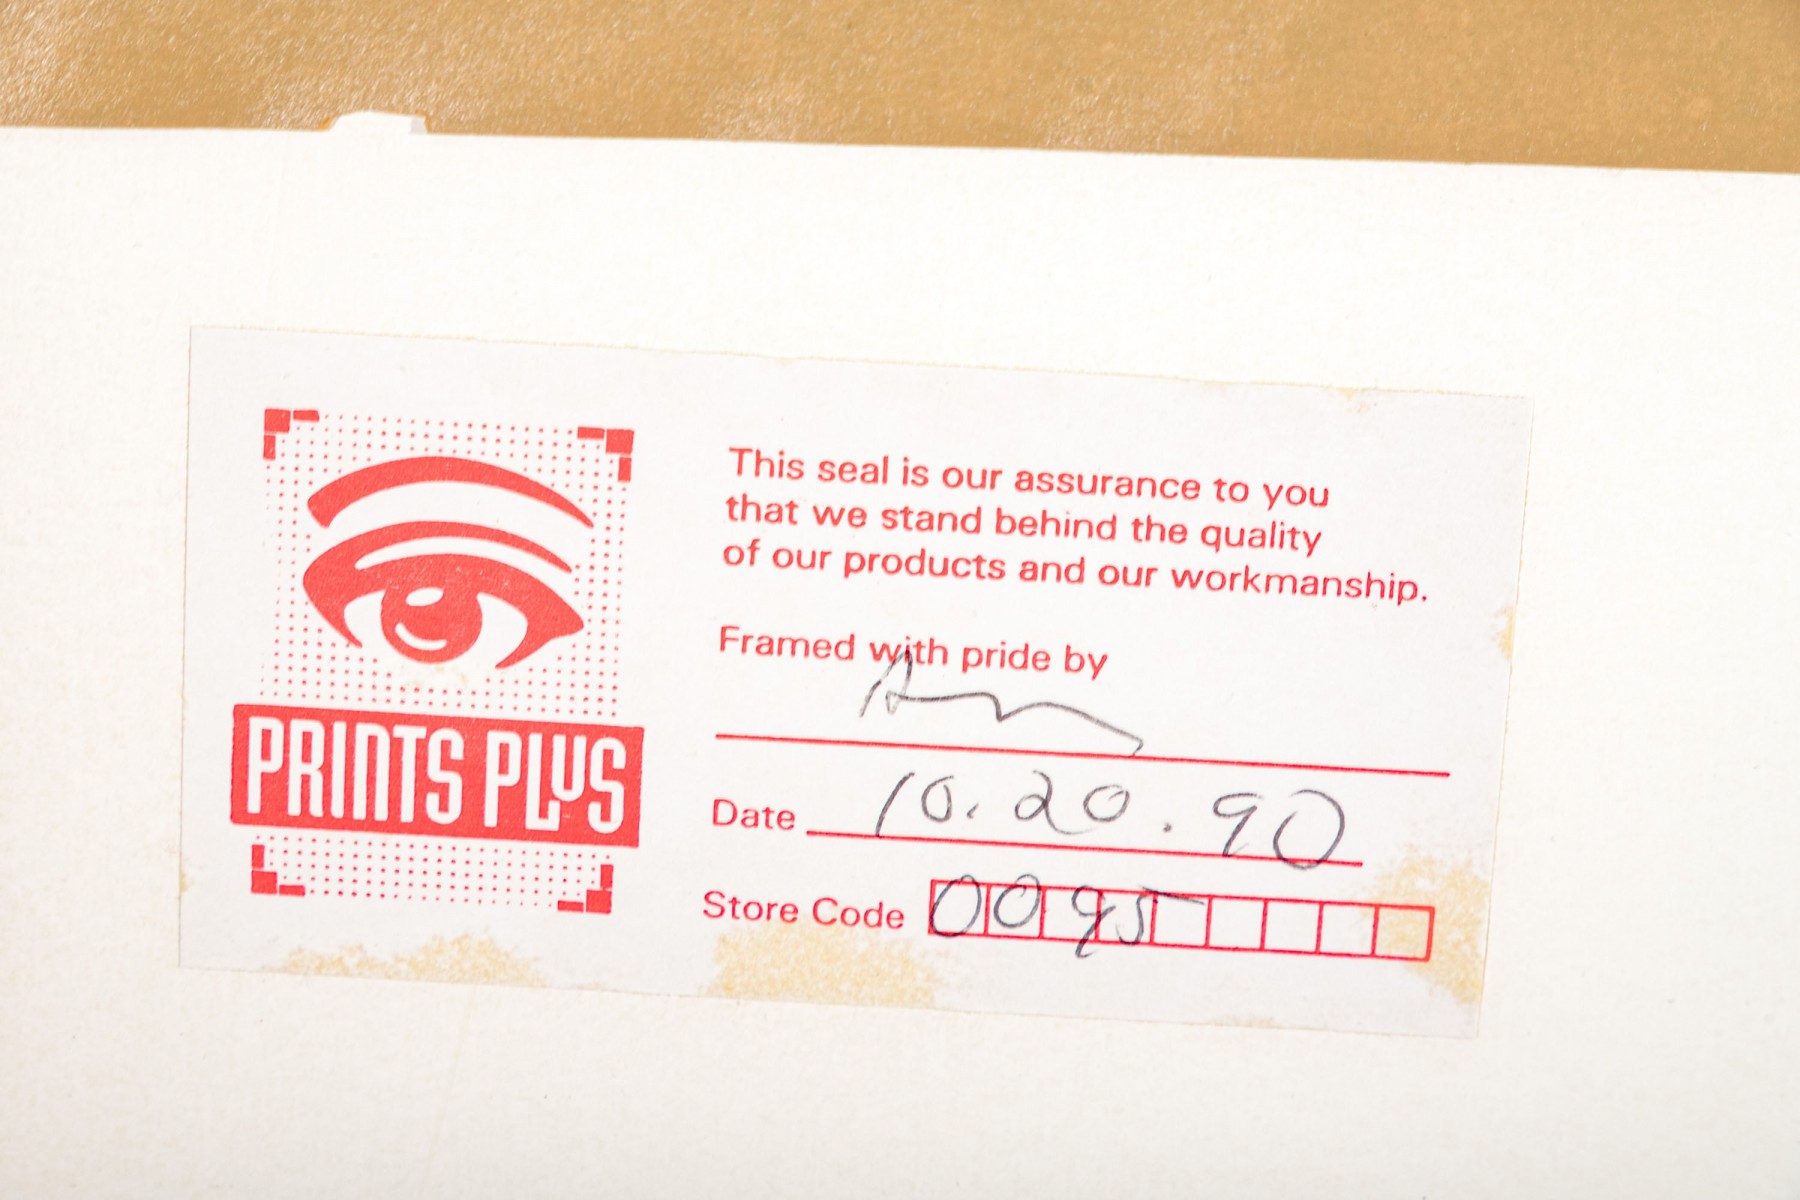 PRINTS PLUS
This seal is our assurance to you
that we stand behind the quality
of our products and our workmanship.
Framed with pride by
Date 10.20.90
Store Code 0095